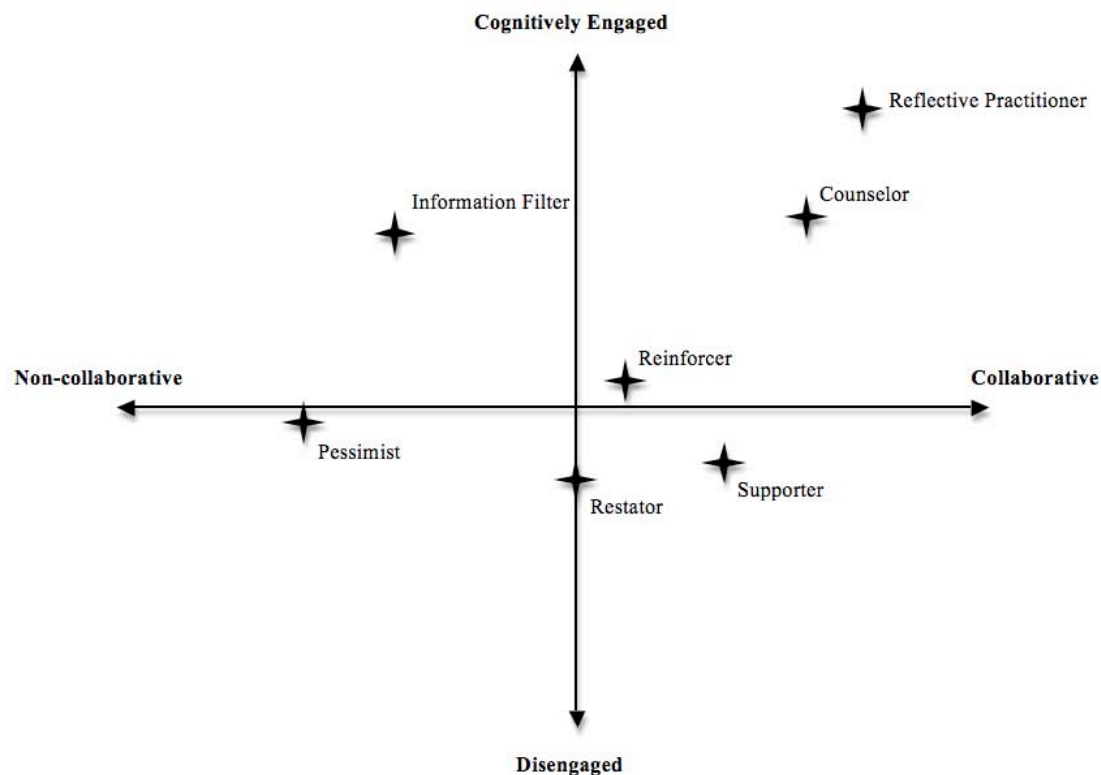 Cognitively Engaged
Reflective Practitioner
Counselor
Information Filter
Reinforcer
Non-collaborative
Collaborative
Pessimist
Supporter
Restator
Disengaged